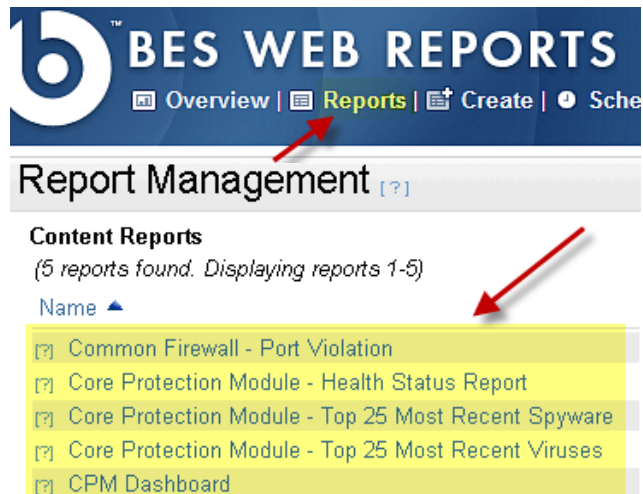 BES WEB REPORTS
Overview | Reports | Create | Sche
Report Management [?]
Content Reports
(5 reports found. Displaying reports 1-5)
Name
[?] Common Firewall - Port Violation
[?] Core Protection Module - Health Status Report
[?] Core Protection Module - Top 25 Most Recent Spyware
[?] Core Protection Module - Top 25 Most Recent Viruses
[?] CPM Dashboard